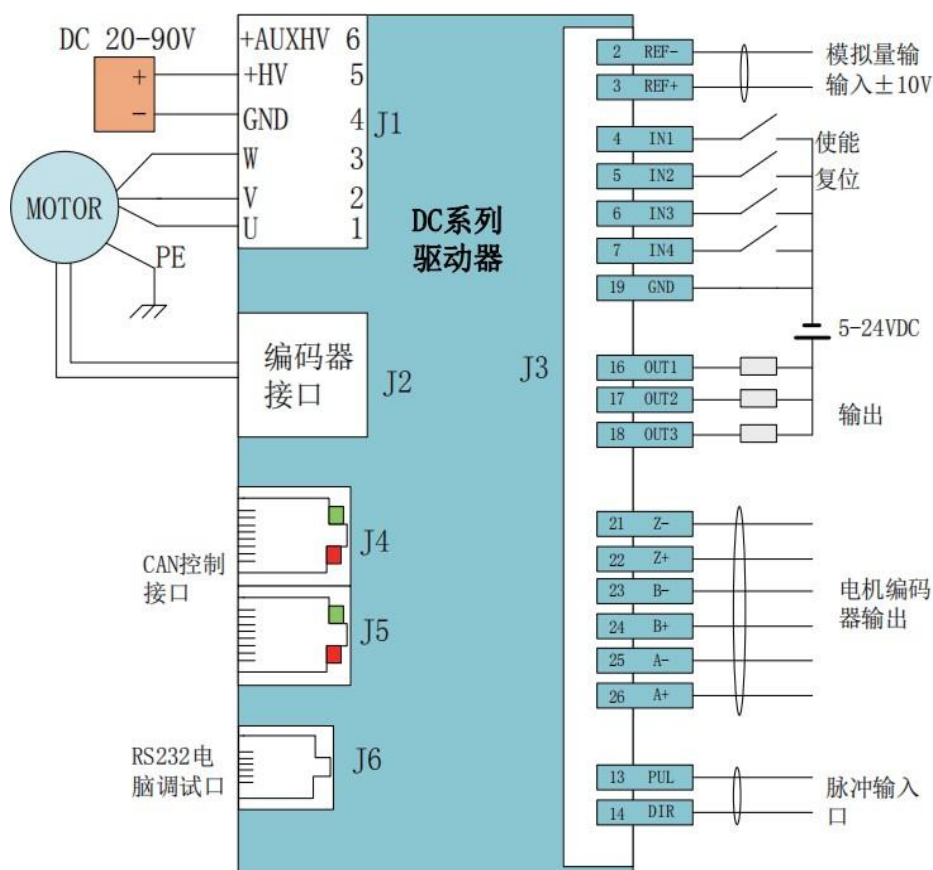 DC 20-90V
+
-
MOTOR
PE
+AUXHV 6
+HV 5
GND 4
W 3
V 2
U 1
J1
DC系列
驱动器
编码器
接口
J2
J3
CAN控制
接口
J4
J5
RS232电
脑调试口
J6
2 REF-
3 REF+
模拟量输
输入±10V
4 IN1
使能
5 IN2
复位
6 IN3
7 IN4
19 GND
5-24VDC
16 OUT1
17 OUT2
18 OUT3
输出
21 Z-
22 Z+
23 B-
24 B+
25 A-
26 A+
电机编码
器输出
13 PUL
14 DIR
脉冲输入
口